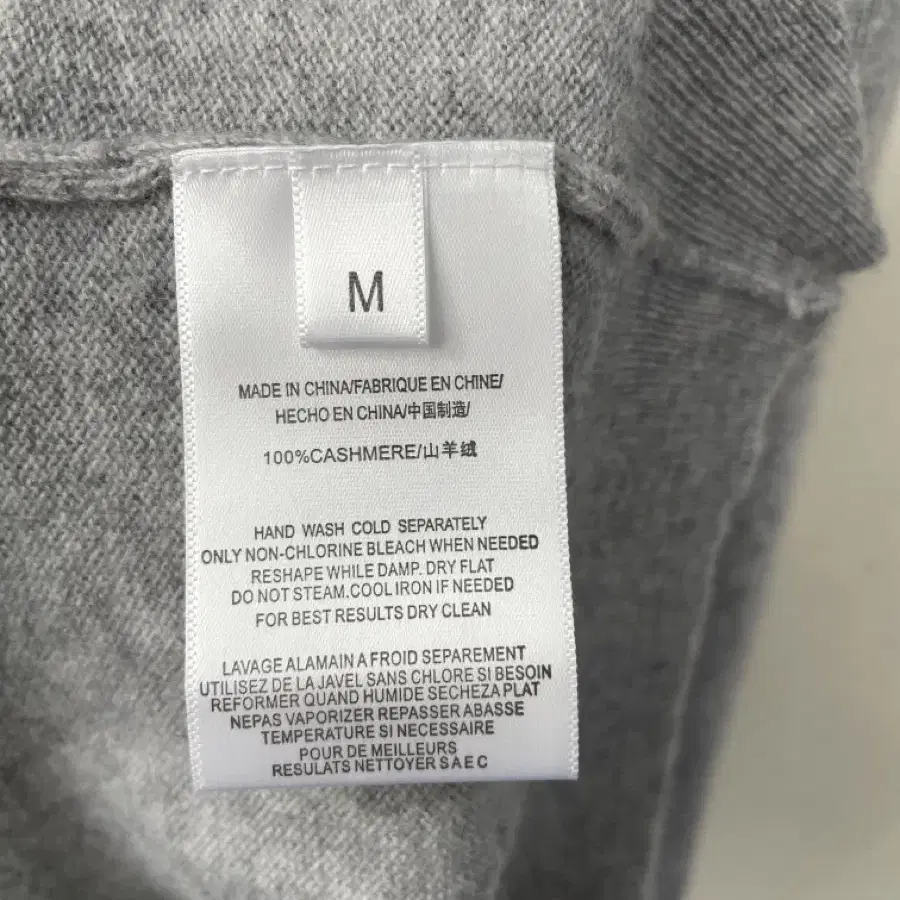 M
MADE IN CHINA/FABRIQUE EN CHINE/
HECHO EN CHINA/中国制造/
100%CASHMERE/山羊绒
HAND WASH COLD SEPARATELY
ONLY NON-CHLORINE BLEACH WHEN NEEDED
RESHAPE WHILE DAMP. DRY FLAT
DO NOT STEAM.COOL IRON IF NEEDED
FOR BEST RESULTS DRY CLEAN
LAVAGE ALAMAIN A FROID SEPAREMENT
UTILISEZ DE LA JAVEL SANS CHLORE SI BESOIN
REFORMER QUAND HUMIDE SECHEZA PLAT
NEPAS VAPORIZER REPASSER ABASSE
TEMPERATURE SI NECESSAIRE
POUR DE MEILLEURS
RESULATS NETTOYER SAEC